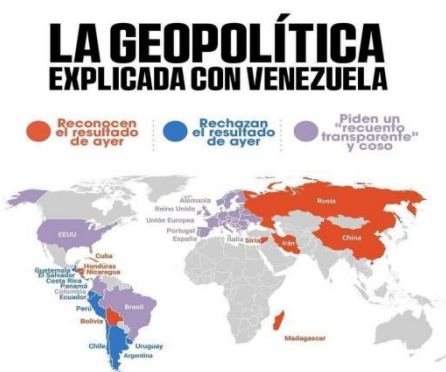 LA GEOPOLÍTICA
EXPLICADA CON VENEZUELA
Reconocen
el resultado
de ayer
Rechazan
el resultado
de ayer
Piden un
"recuento
transparente"
y coso
Alemania
Reino Unido
Unión Europea
Portugal
España
Italia
Siria
Irán
Rusia
China
Madagascar
EEUU
Cuba
Honduras
Nicaragua
Guatemala
El Salvador
Costa Rica
Panamá
Colombia
Ecuador
Perú
Brasil
Bolivia
Chile
Uruguay
Argentina